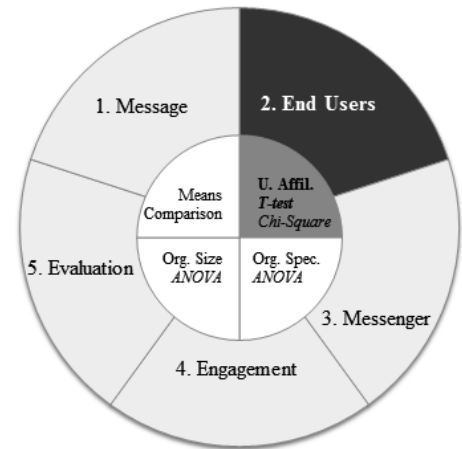 1. Message
2. End Users
Means
Comparison
U. Affil.
T-test
Chi-Square
Org. Size
ANOVA
Org. Spec.
ANOVA
5. Evaluation
3. Messenger
4. Engagement